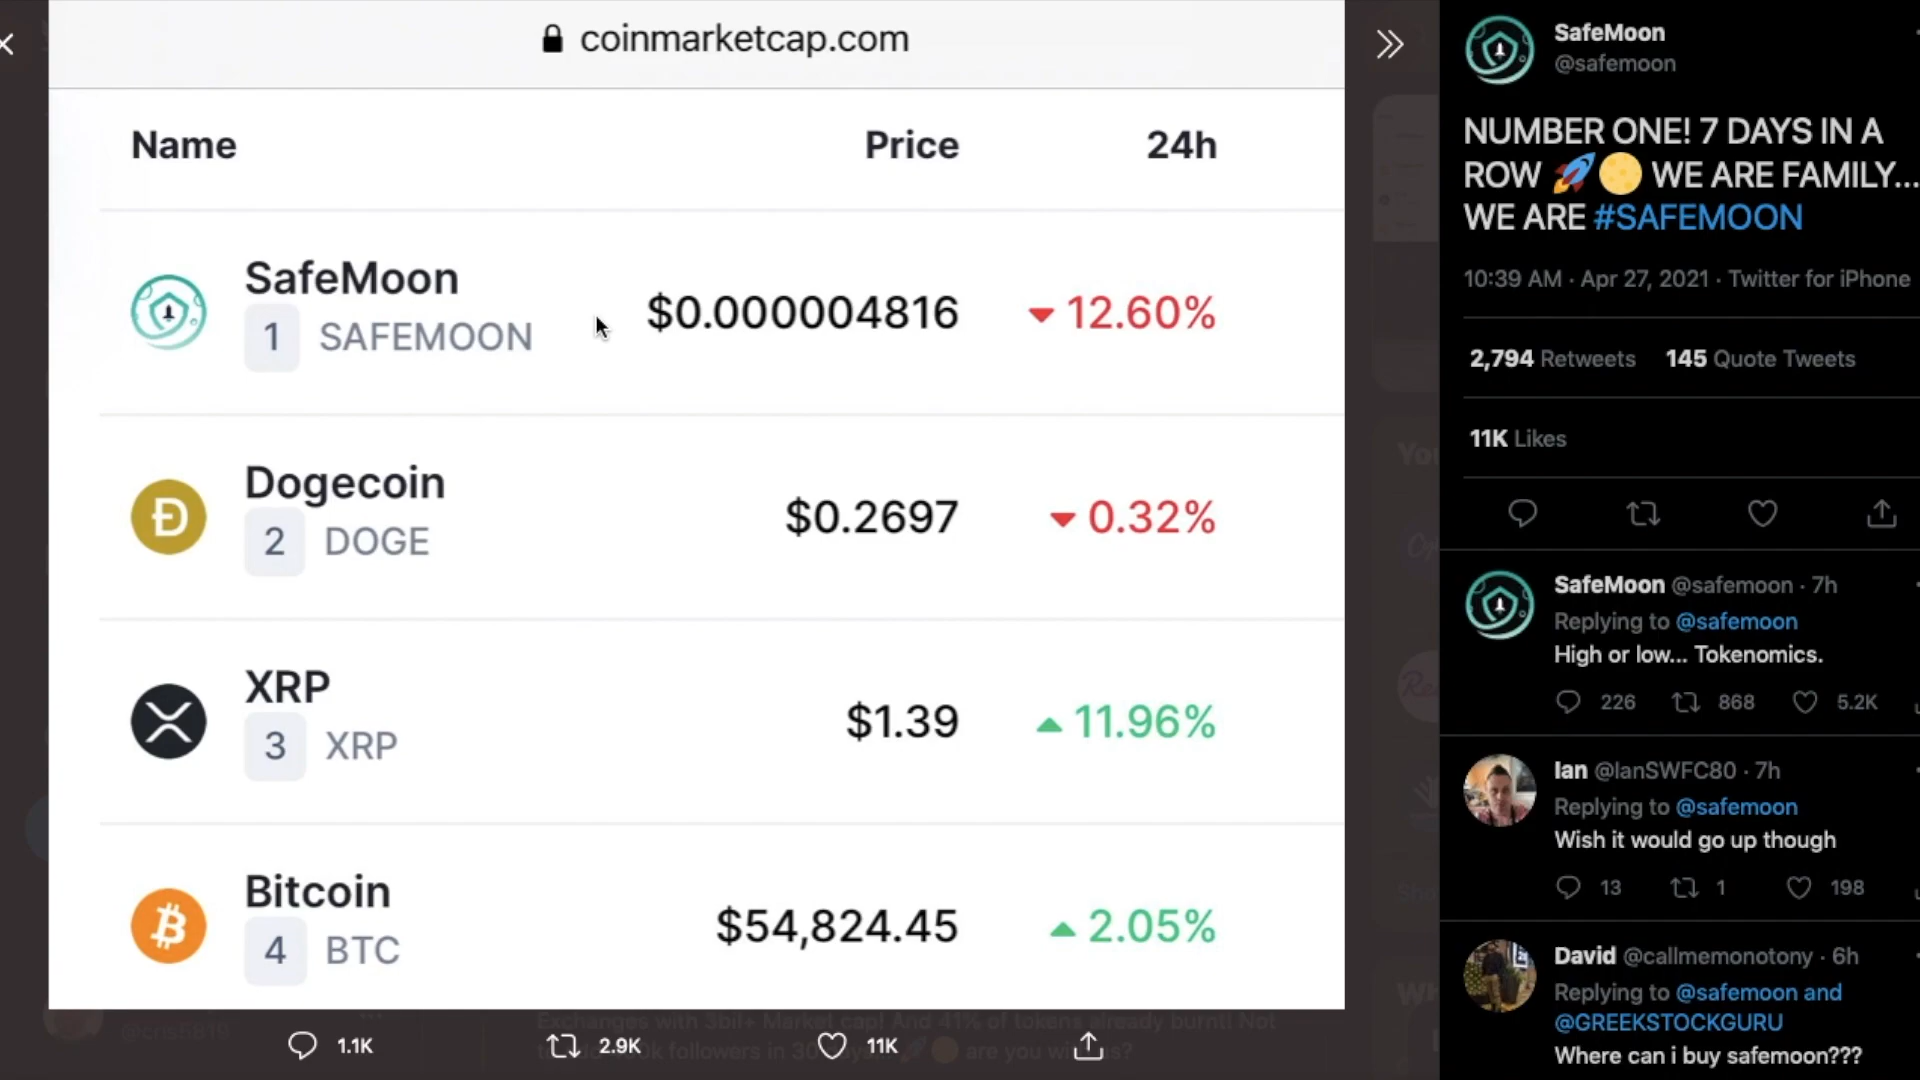 coinmarketcap.com
Name Price 24h
SafeMoon
1 SAFEMOON $0.000004816 12.60%
Dogecoin
2 DOGE $0.2697 0.32%
XRP
3 XRP $1.39 11.96%
Bitcoin
4 BTC $54,824.45 2.05%
1.1K 2.9K 11K
SafeMoon
@safemoon
NUMBER ONE! 7 DAYS IN A
ROW 🚀🌕 WE ARE FAMILY...
WE ARE #SAFEMOON
10:39 AM · Apr 27, 2021 · Twitter for iPhone
2,794 Retweets 145 Quote Tweets
11K Likes
SafeMoon @safemoon · 7h
Replying to @safemoon
High or low... Tokenomics.
226 868 5.2K
Ian @IanSWFC80 · 7h
Replying to @safemoon
Wish it would go up though
13 1 198
David @callmemonotony · 6h
Replying to @safemoon and
@GREEKSTOCKGURU
Where can i buy safemoon???